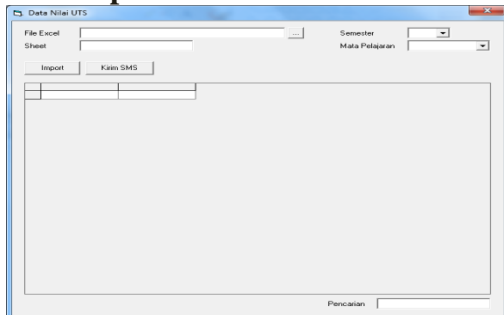 Data Nilai UTS
File Excel ... Semester
Sheet Mata Pelajaran
Import Kirim SMS
Pencarian